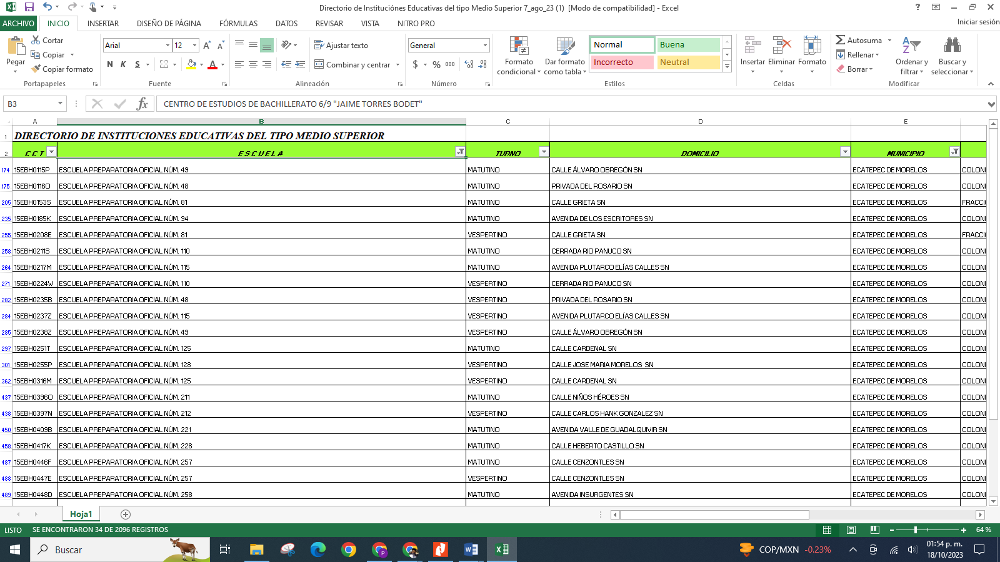 Directorio de Instituciónes Educativas del tipo Medio Superior 7_ago_23 (1) [Modo de compatibilidad] - Excel
ARCHIVO INICIO INSERTAR DISEÑO DE PÁGINA FÓRMULAS DATOS REVISAR VISTA NITRO PRO Iniciar sesión
Pegar
Cortar
Copiar
Copiar formato
Portapapeles
Arial 12
N K S
Fuente
Ajustar texto
Combinar y centrar
Alineación
General
$ % 000
Número
Formato condicional
Dar formato como tabla
Normal Buena
Incorrecto Neutral
Estilos
Insertar Eliminar Formato
Celdas
Autosuma
Rellenar
Borrar
Ordenar y filtrar
Buscar y seleccionar
Modificar
B3 fx CENTRO DE ESTUDIOS DE BACHILLERATO 6/9 "JAIME TORRES BODET"
A B C D E
1 DIRECTORIO DE INSTITUCIONES EDUCATIVAS DEL TIPO MEDIO SUPERIOR
2 C C T E S C U E L A TURNO DOMICILIO MUNICIPIO
174 15EBH0115P ESCUELA PREPARATORIA OFICIAL NÚM. 49 MATUTINO CALLE ÁLVARO OBREGÓN SN ECATEPEC DE MORELOS COLONI
175 15EBH0116O ESCUELA PREPARATORIA OFICIAL NÚM. 48 MATUTINO PRIVADA DEL ROSARIO SN ECATEPEC DE MORELOS COLONI
205 15EBH0153S ESCUELA PREPARATORIA OFICIAL NÚM. 81 MATUTINO CALLE GRIETA SN ECATEPEC DE MORELOS FRACCIO
235 15EBH0185K ESCUELA PREPARATORIA OFICIAL NÚM. 94 MATUTINO AVENIDA DE LOS ESCRITORES SN ECATEPEC DE MORELOS COLONI
255 15EBH0208E ESCUELA PREPARATORIA OFICIAL NÚM. 81 VESPERTINO CALLE GRIETA SN ECATEPEC DE MORELOS FRACCIO
258 15EBH0211S ESCUELA PREPARATORIA OFICIAL NÚM. 110 MATUTINO CERRADA RIO PANUCO SN ECATEPEC DE MORELOS COLONI
264 15EBH0217M ESCUELA PREPARATORIA OFICIAL NÚM. 115 MATUTINO AVENIDA PLUTARCO ELÍAS CALLES SN ECATEPEC DE MORELOS COLONI
271 15EBH0224W ESCUELA PREPARATORIA OFICIAL NÚM. 110 VESPERTINO CERRADA RIO PANUCO SN ECATEPEC DE MORELOS COLONI
282 15EBH0235B ESCUELA PREPARATORIA OFICIAL NÚM. 48 VESPERTINO PRIVADA DEL ROSARIO SN ECATEPEC DE MORELOS COLONI
284 15EBH0237Z ESCUELA PREPARATORIA OFICIAL NÚM. 115 VESPERTINO AVENIDA PLUTARCO ELÍAS CALLES SN ECATEPEC DE MORELOS COLONI
285 15EBH0238Z ESCUELA PREPARATORIA OFICIAL NÚM. 49 VESPERTINO CALLE ÁLVARO OBREGÓN SN ECATEPEC DE MORELOS COLONI
297 15EBH0251T ESCUELA PREPARATORIA OFICIAL NÚM. 125 MATUTINO CALLE CARDENAL SN ECATEPEC DE MORELOS COLONI
301 15EBH0255P ESCUELA PREPARATORIA OFICIAL NÚM. 128 VESPERTINO CALLE JOSE MARIA MORELOS SN ECATEPEC DE MORELOS COLONI
362 15EBH0316M ESCUELA PREPARATORIA OFICIAL NÚM. 125 VESPERTINO CALLE CARDENAL SN ECATEPEC DE MORELOS COLONI
437 15EBH0396O ESCUELA PREPARATORIA OFICIAL NÚM. 211 MATUTINO CALLE NIÑOS HÉROES SN ECATEPEC DE MORELOS COLONI
438 15EBH0397N ESCUELA PREPARATORIA OFICIAL NÚM. 212 VESPERTINO CALLE CARLOS HANK GONZALEZ SN ECATEPEC DE MORELOS COLONI
450 15EBH0409B ESCUELA PREPARATORIA OFICIAL NÚM. 221 MATUTINO AVENIDA VALLE DE GUADALQUIVIR SN ECATEPEC DE MORELOS COLONI
458 15EBH0417K ESCUELA PREPARATORIA OFICIAL NÚM. 228 MATUTINO CALLE HEBERTO CASTILLO SN ECATEPEC DE MORELOS COLONI
487 15EBH0446F ESCUELA PREPARATORIA OFICIAL NÚM. 257 MATUTINO CALLE CENZONTLES SN ECATEPEC DE MORELOS COLONI
488 15EBH0447E ESCUELA PREPARATORIA OFICIAL NÚM. 257 VESPERTINO CALLE CENZONTLES SN ECATEPEC DE MORELOS COLONI
489 15EBH0448D ESCUELA PREPARATORIA OFICIAL NÚM. 258 MATUTINO AVENIDA INSURGENTES SN ECATEPEC DE MORELOS COLONI
Hoja1
LISTO SE ENCONTRARON 34 DE 2096 REGISTROS 64 %
Buscar COP/MXN -0.23% 01:54 p. m.
18/10/2023